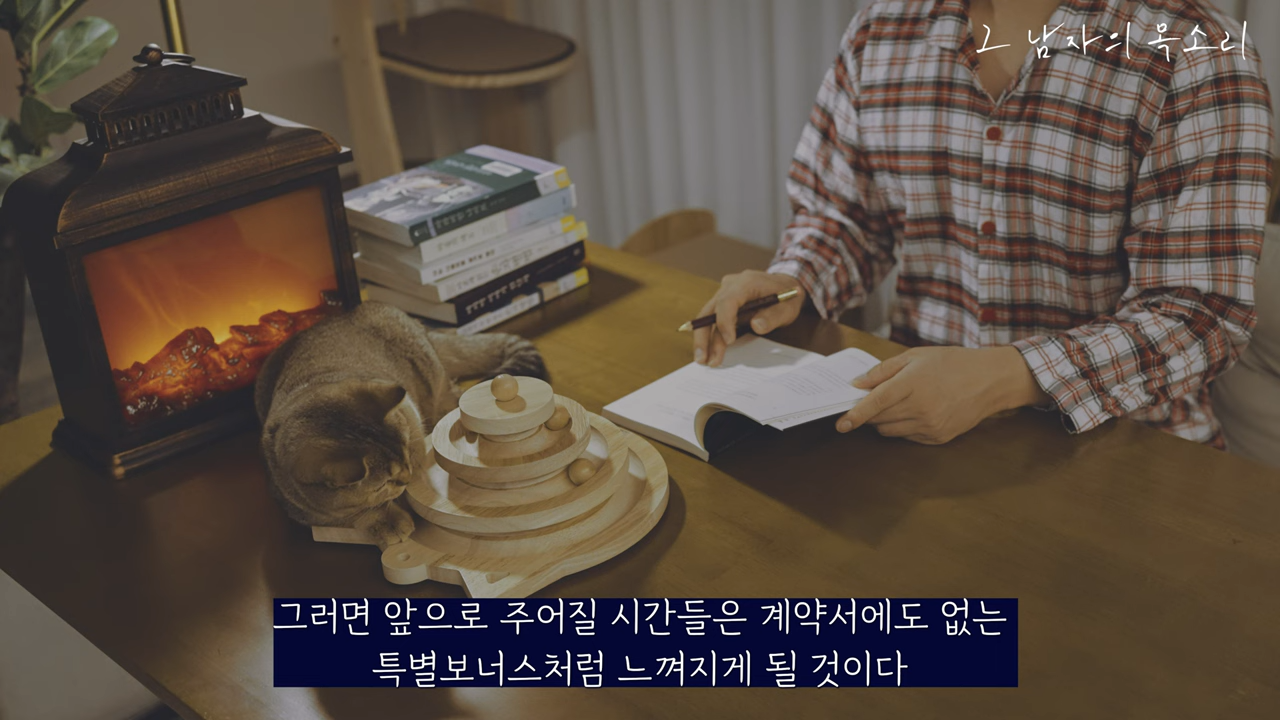 그 남자의 목소리
그러면 앞으로 주어질 시간들은 계약서에도 없는
특별보너스처럼 느껴지게 될 것이다